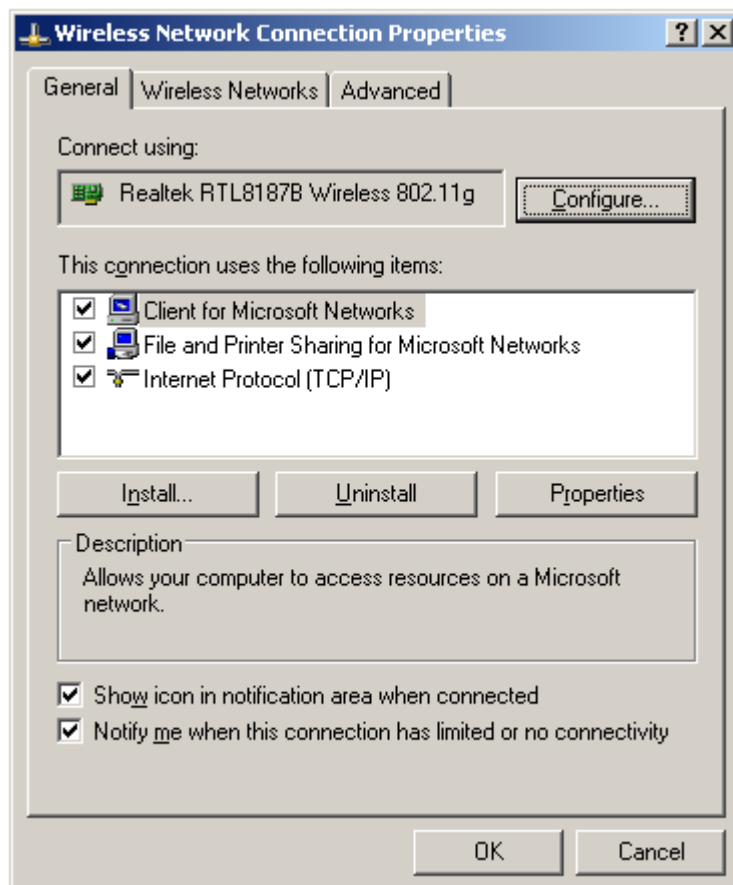 Wireless Network Connection Properties
General Wireless Networks Advanced
Connect using:
Realtek RTL8187B Wireless 802.11g Configure...
This connection uses the following items:
Client for Microsoft Networks
File and Printer Sharing for Microsoft Networks
Internet Protocol (TCP/IP)
Install... Uninstall Properties
Description
Allows your computer to access resources on a Microsoft
network.
Show icon in notification area when connected
Notify me when this connection has limited or no connectivity
OK Cancel